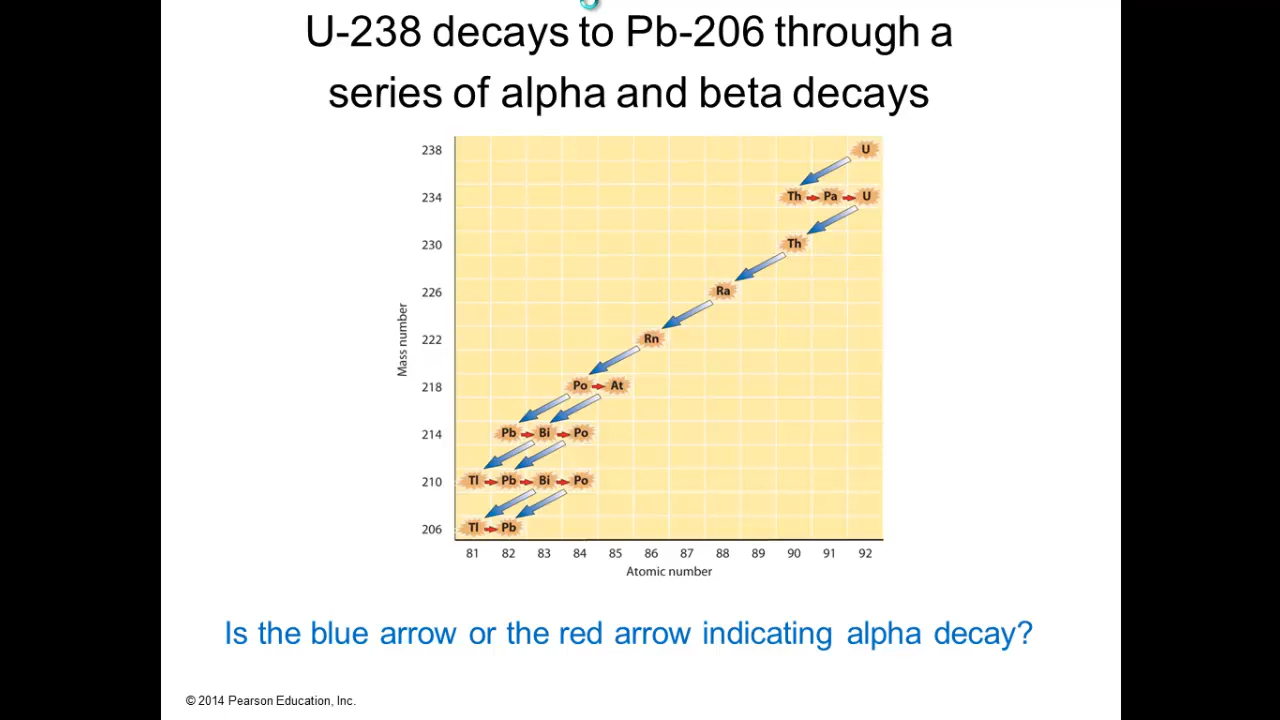 U-238 decays to Pb-206 through a
series of alpha and beta decays
238
U
234
Th Pa U
230
Th
226
Ra
222
Rn
218
Po At
214
Pb Bi Po
210
Tl Pb Bi Po
206
Tl Pb
Mass number
81 82 83 84 85 86 87 88 89 90 91 92
Atomic number
Is the blue arrow or the red arrow indicating alpha decay?
© 2014 Pearson Education, Inc.